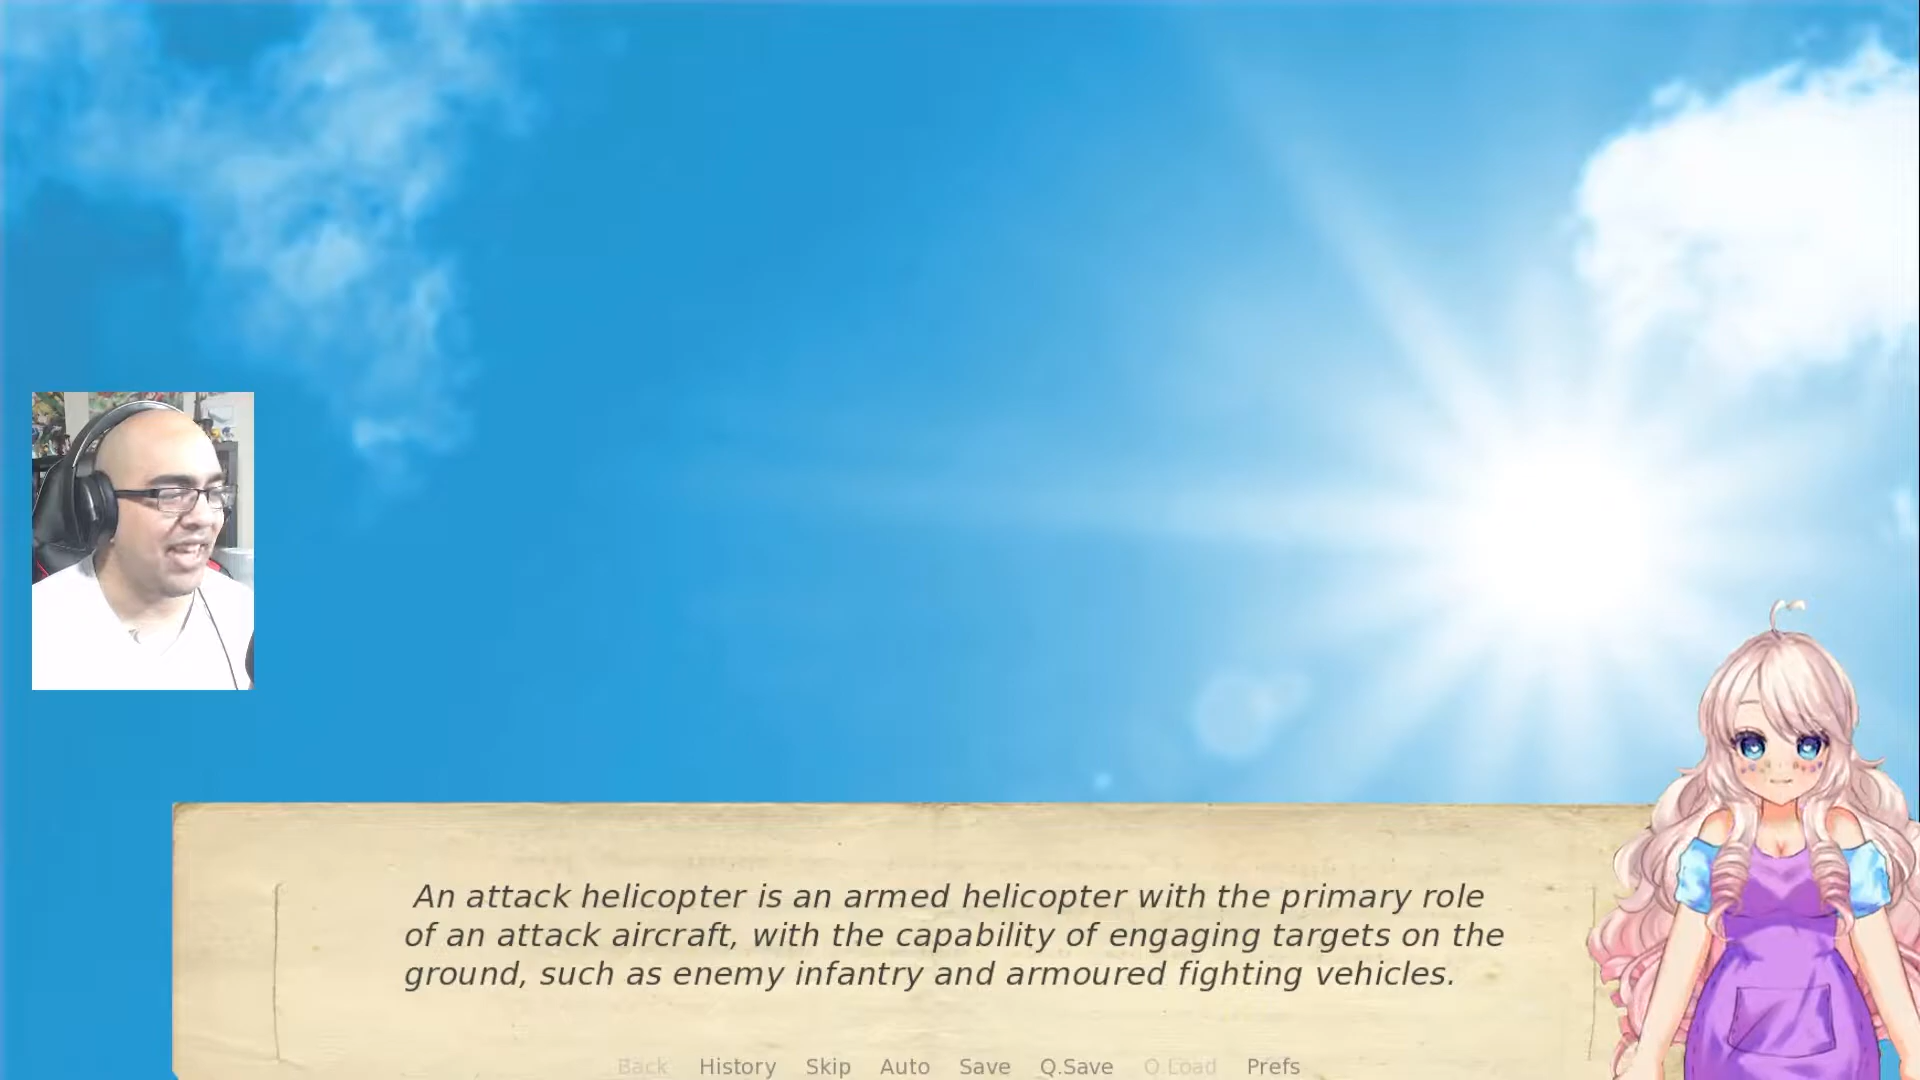 An attack helicopter is an armed helicopter with the primary role
of an attack aircraft, with the capability of engaging targets on the
ground, such as enemy infantry and armoured fighting vehicles.
Back History Skip Auto Save Q.Save Q.Load Prefs